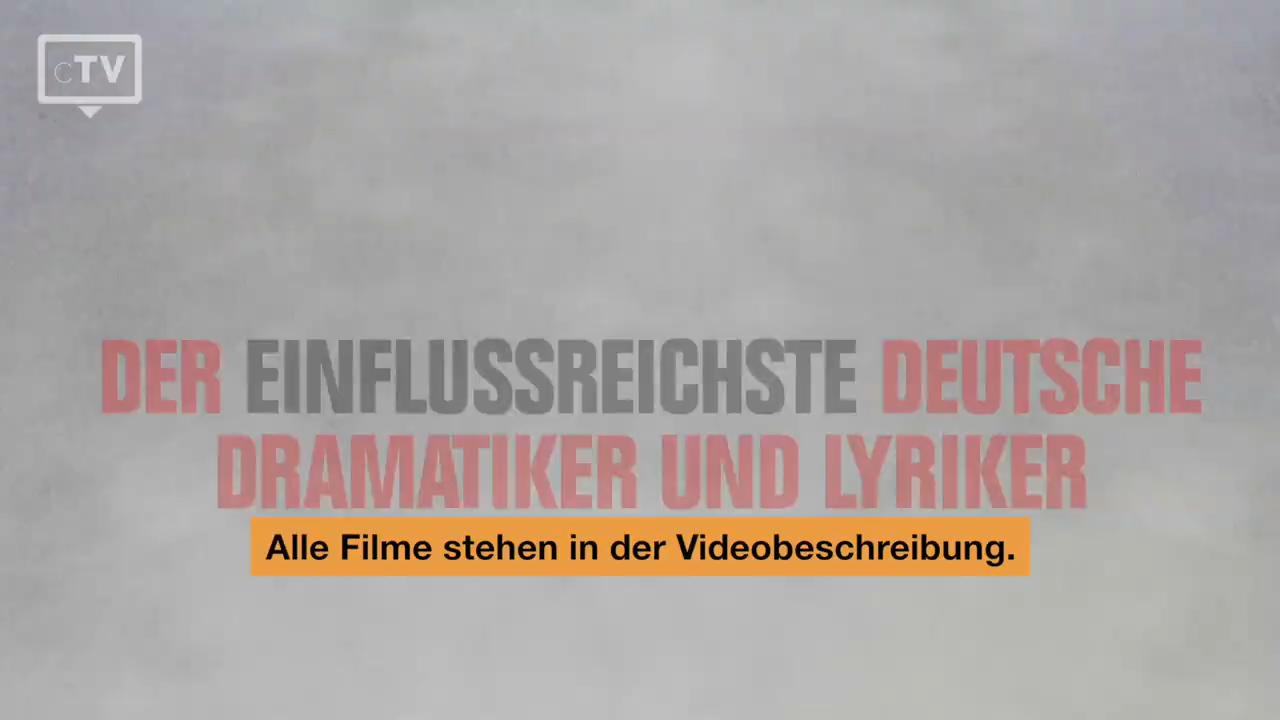 cTV
DER EINFLUSSREICHSTE DEUTSCHE
DRAMATIKER UND LYRIKER
Alle Filme stehen in der Videobeschreibung.